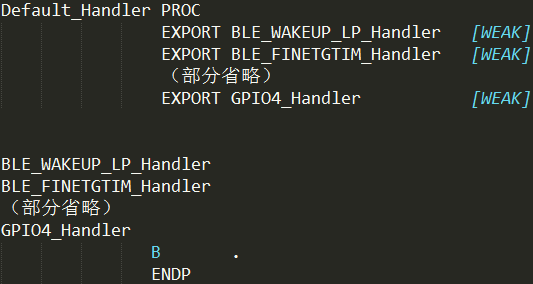 Default_Handler PROC
EXPORT BLE_WAKEUP_LP_Handler [WEAK]
EXPORT BLE_FINETGTIM_Handler [WEAK]
（部分省略）
EXPORT GPIO4_Handler [WEAK]
BLE_WAKEUP_LP_Handler
BLE_FINETGTIM_Handler
（部分省略）
GPIO4_Handler
B .
ENDP